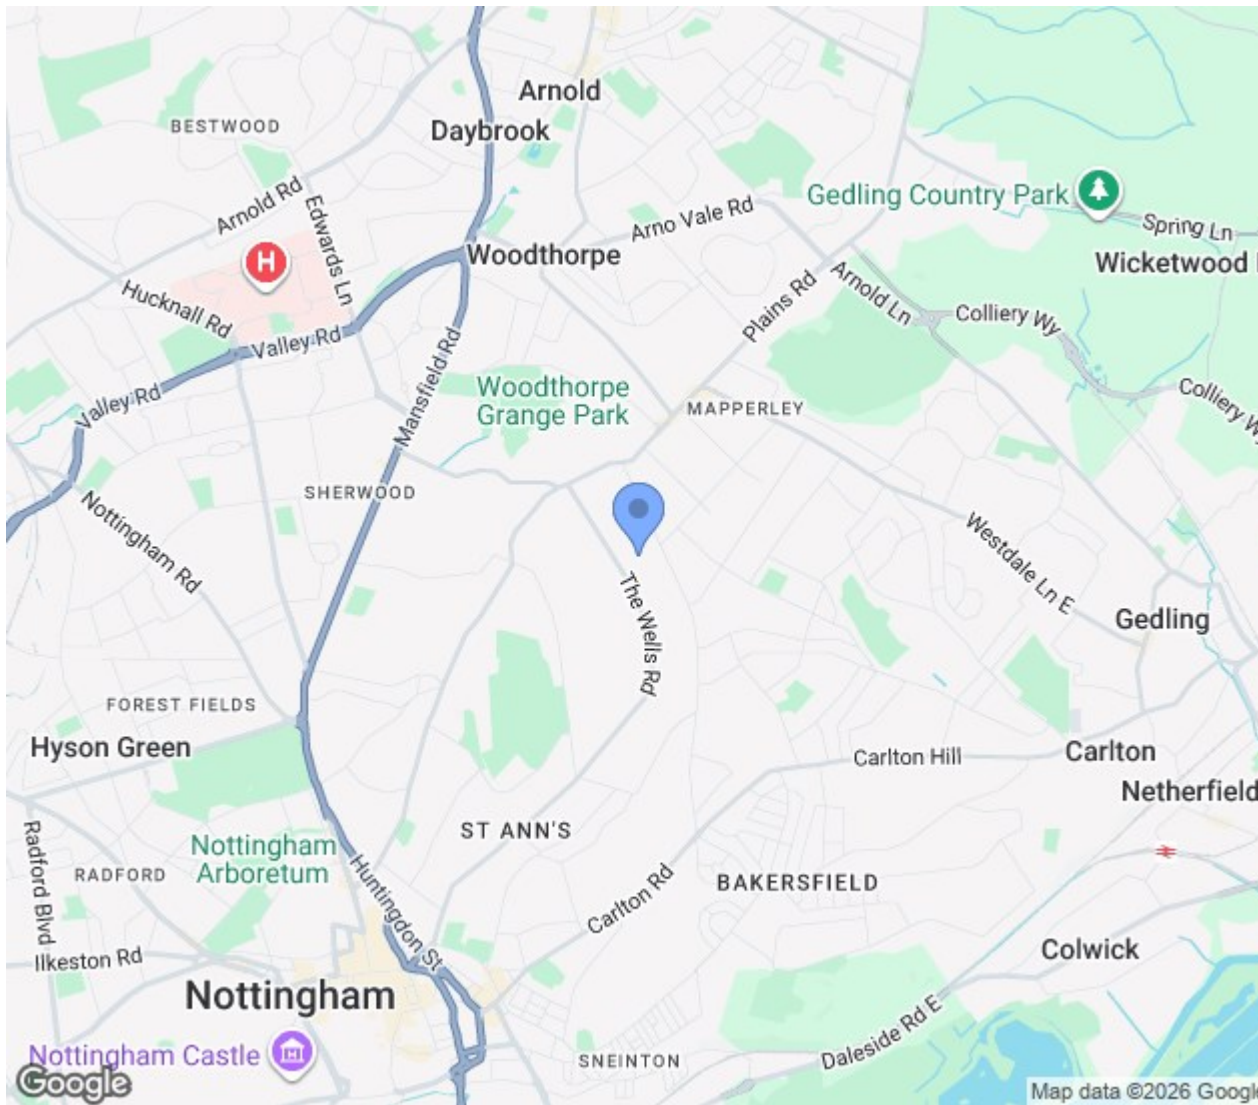 Arnold
Daybrook
BESTWOOD
Arnold Rd
Edwards Ln
H
Hucknall Rd
Valley Rd
Valley Rd
Woodthorpe
Arno Vale Rd
Gedling Country Park
Spring Ln
Wicketwood
Plains Rd
Arnold Ln
Colliery Wy
Colliery Wy
Mansfield Rd
Woodthorpe
Grange Park
MAPPERLEY
SHERWOOD
Nottingham Rd
The Wells Rd
Westdale Ln E
Gedling
FOREST FIELDS
Hyson Green
Carlton Hill
Carlton
Netherfield
ST ANN'S
Nottingham
Arboretum
Radford Blvd
RADFORD
Huntingdon St
Carlton Rd
BAKERSFIELD
Ilkeston Rd
Colwick
Nottingham
Nottingham Castle
SNEINTON
Daleside Rd E
Google
Map data ©2026 Google